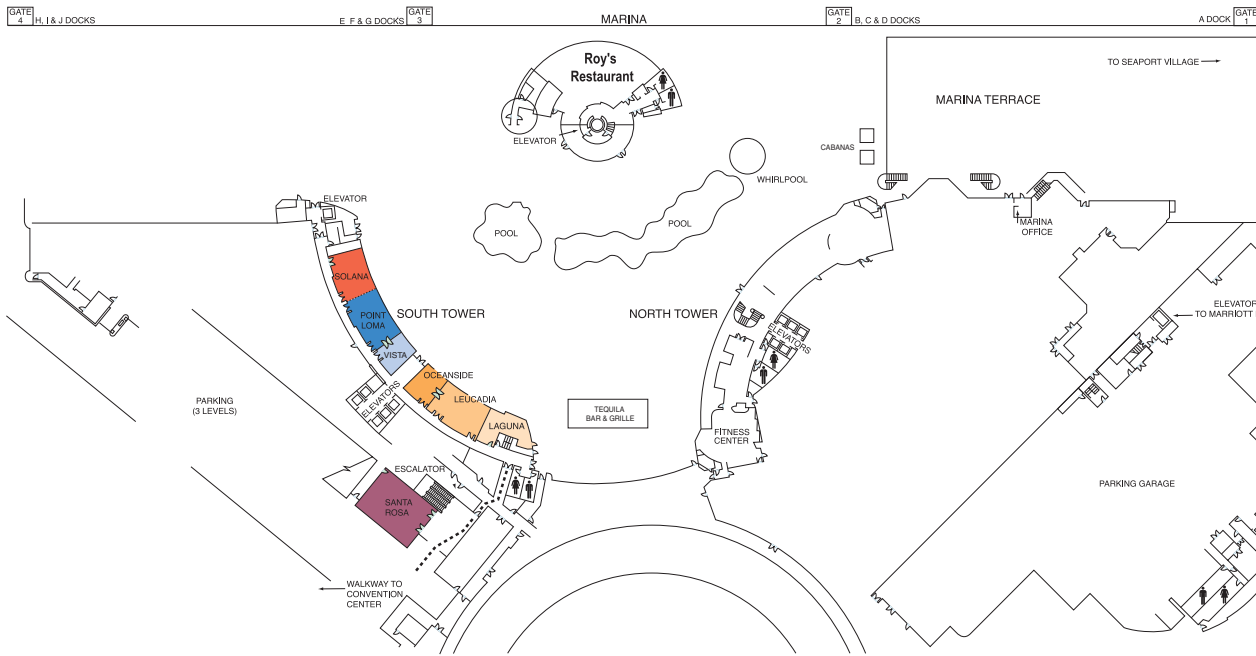 GATE
4
H, I & J DOCKS
E F & G DOCKS
GATE
3
MARINA
GATE
2
B, C & D DOCKS
A DOCK
GATE
1
Roy's
Restaurant
TO SEAPORT VILLAGE
MARINA TERRACE
ELEVATOR
CABANAS
WHIRLPOOL
ELEVATOR
POOL
POOL
MARINA
OFFICE
SOLANA
POINT
LOMA
SOUTH TOWER
NORTH TOWER
ELEVATOR
TO MARRIOTT
ELEVATORS
VISTA
OCEANSIDE
ELEVATORS
LEUCADIA
LAGUNA
PARKING
(3 LEVELS)
TEQUILA
BAR & GRILLE
FITNESS
CENTER
ESCALATOR
SANTA
ROSA
PARKING GARAGE
WALKWAY TO
CONVENTION
CENTER